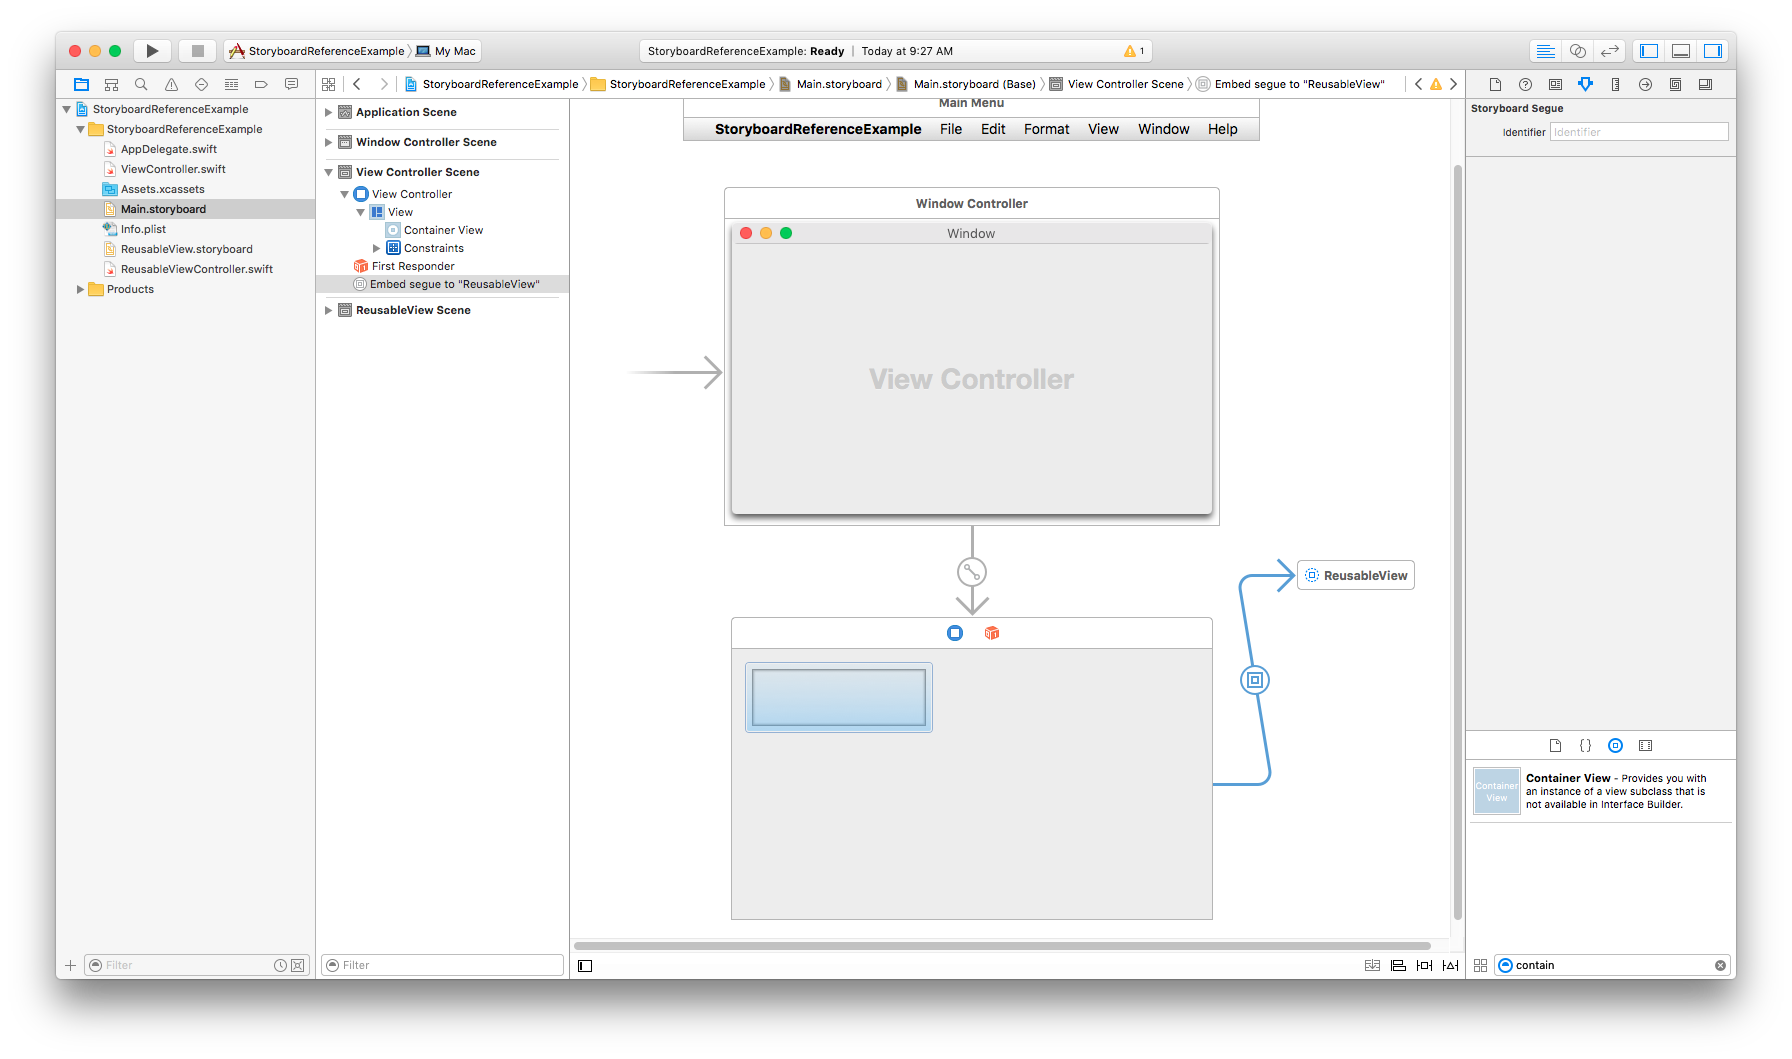 StoryboardReferenceExample My Mac
StoryboardReferenceExample: Ready | Today at 9:27 AM 1
StoryboardReferenceExample StoryboardReferenceExample Main.storyboard Main.storyboard (Base) View Controller Scene Embed segue to "ReusableView"
StoryboardReferenceExample
StoryboardReferenceExample
AppDelegate.swift
ViewController.swift
Assets.xcassets
Main.storyboard
Info.plist
ReusableView.storyboard
ReusableViewController.swift
Products
Filter
Application Scene
Window Controller Scene
View Controller Scene
View Controller
View
Container View
Constraints
First Responder
Embed segue to "ReusableView"
ReusableView Scene
Filter
Main Menu
StoryboardReferenceExample File Edit Format View Window Help
Window Controller
Window
View Controller
ReusableView
Storyboard Segue
Identifier Identifier
Container
View
Container View - Provides you with
an instance of a view subclass that is
not available in Interface Builder.
contain